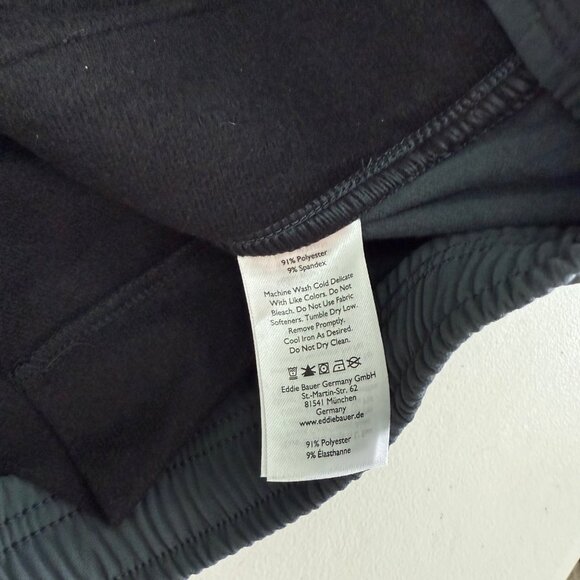 91% Polyester
9% Spandex
Machine Wash Cold Delicate
With Like Colors. Do Not
Bleach. Do Not Use Fabric
Softeners. Tumble Dry Low.
Remove Promptly.
Cool Iron As Desired.
Do Not Dry Clean.
Eddie Bauer Germany GmbH
St.-Martin-Str. 62
81541 München
Germany
www.eddiebauer.de
91% Polyester
9% Élasthanne